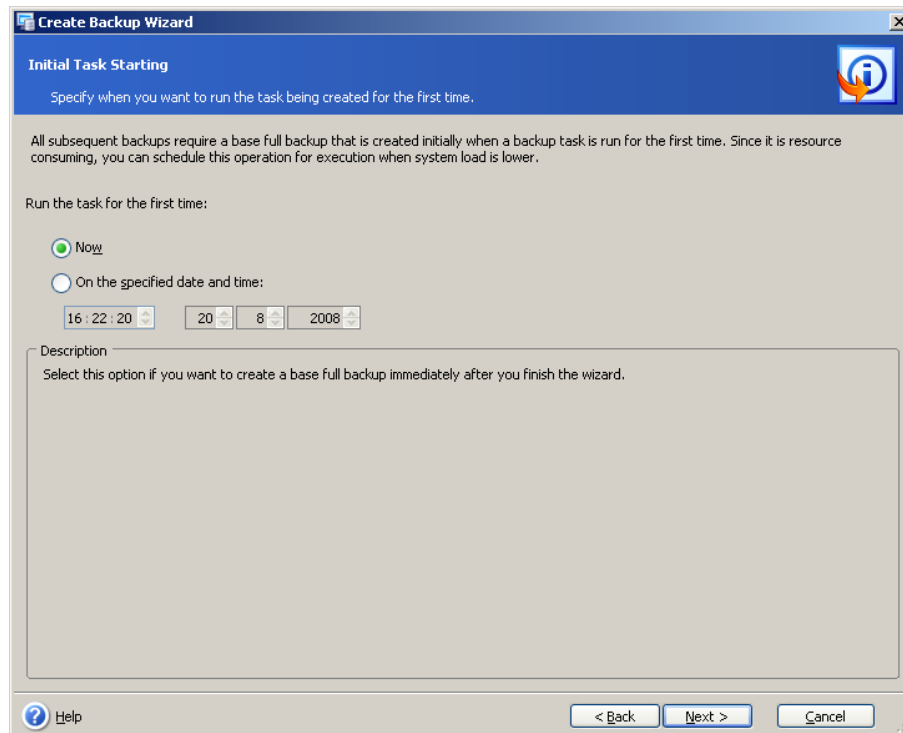 Create Backup Wizard
Initial Task Starting
Specify when you want to run the task being created for the first time.
All subsequent backups require a base full backup that is created initially when a backup task is run for the first time. Since it is resource
consuming, you can schedule this operation for execution when system load is lower.
Run the task for the first time:
Now
On the specified date and time:
16 : 22 : 20 20 8 2008
Description
Select this option if you want to create a base full backup immediately after you finish the wizard.
Help < Back Next > Cancel